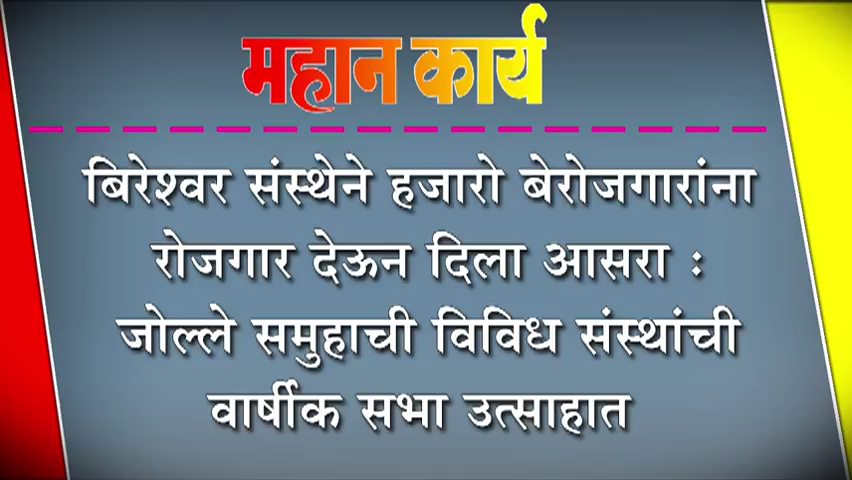 महान कार्य
बिरेश्वर संस्थेने हजारो बेरोजगारांना
रोजगार देऊन दिला आसरा :
जोल्ले समुहाची विविध संस्थांची
वार्षीक सभा उत्साहात